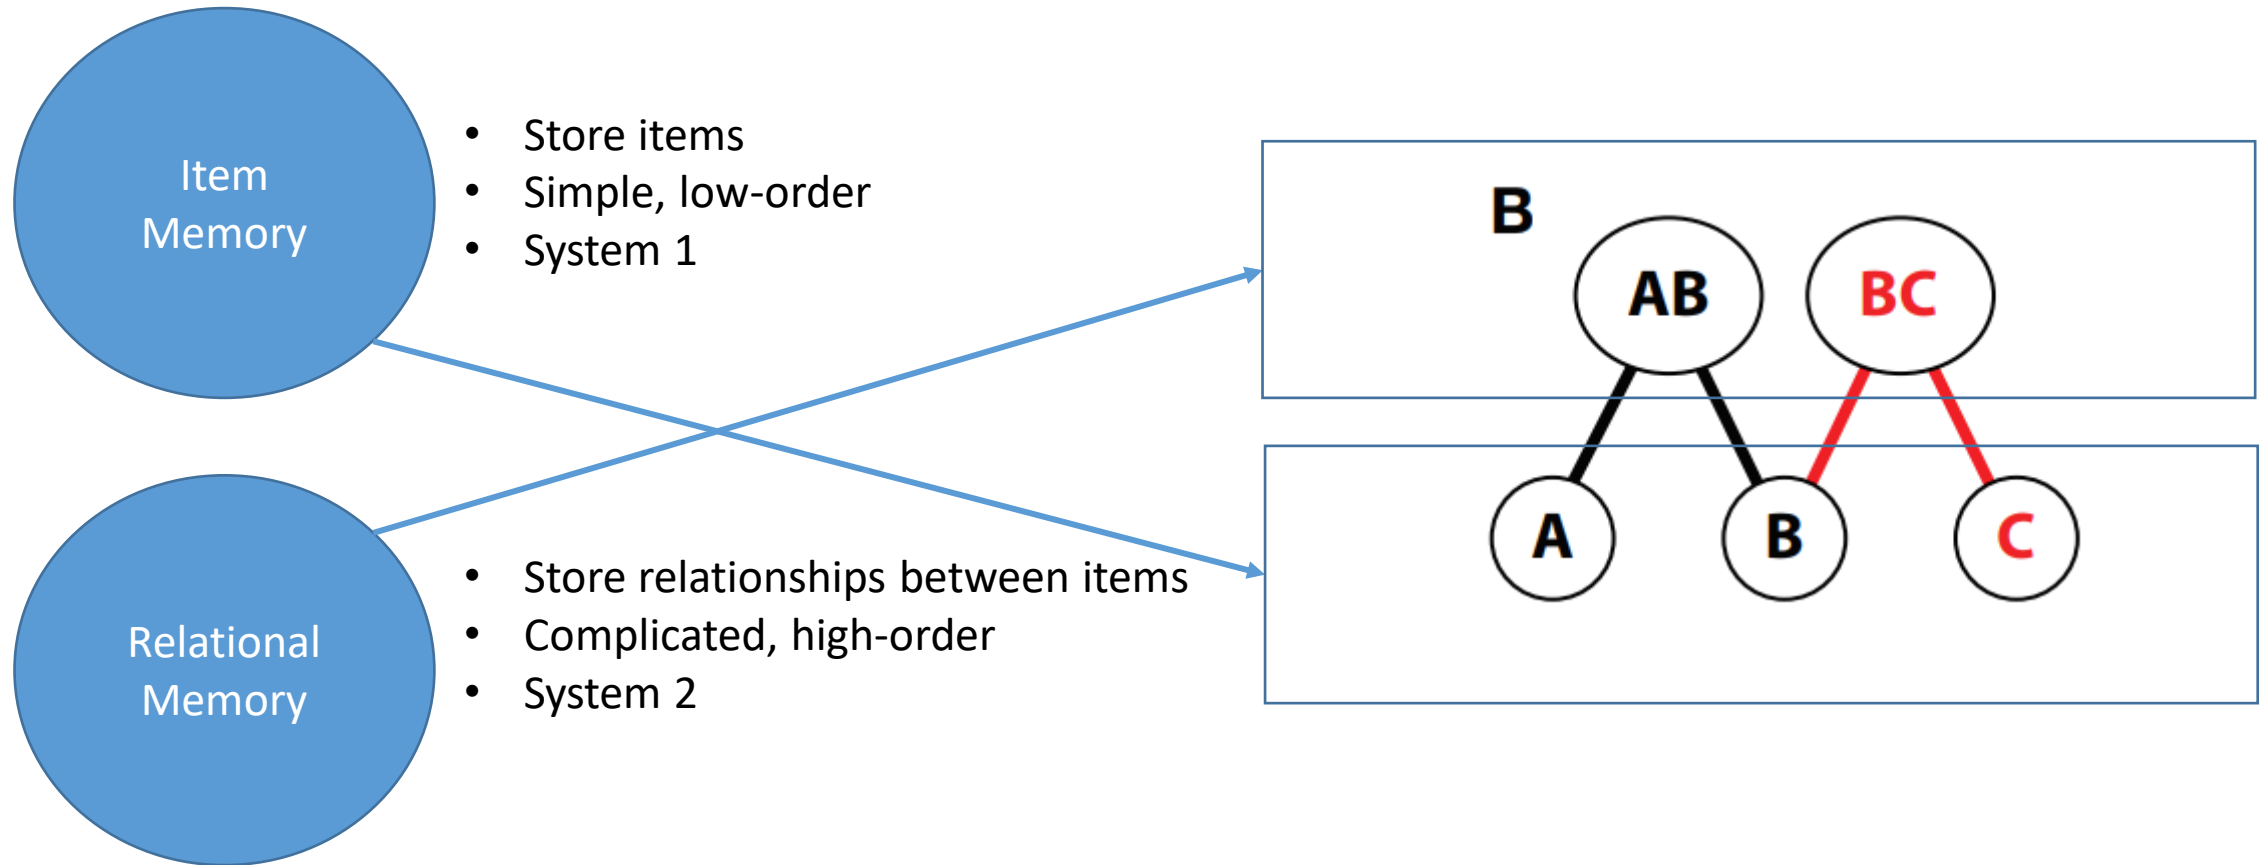 Item
Memory
• Store items
• Simple, low-order
• System 1
Relational
Memory
• Store relationships between items
• Complicated, high-order
• System 2
B
AB
BC
A
B
C